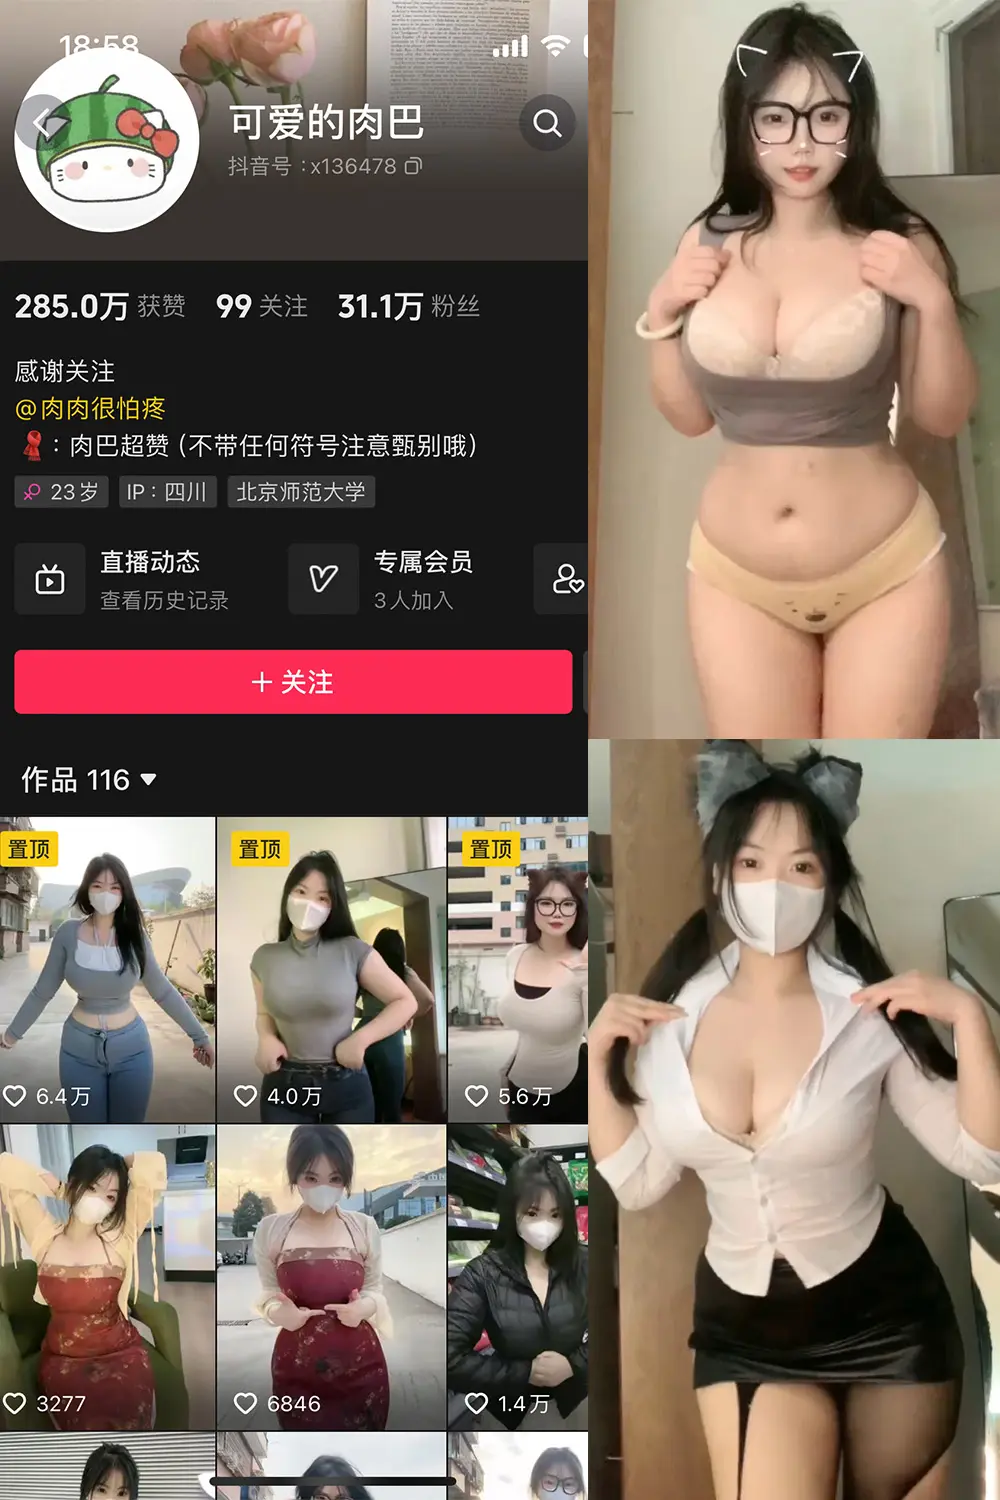 18:58
可爱的肉巴
抖音号：x136478
285.0万 获赞 99 关注 31.1万 粉丝
感谢关注
@肉肉很怕疼
：肉巴超赞 (不带任何符号注意甄别哦)
23岁 IP：四川 北京师范大学
直播动态
查看历史记录
专属会员
3人加入
+ 关注
作品 116
置顶 置顶 置顶
6.4万 4.0万 5.6万
3277 6846 1.4万